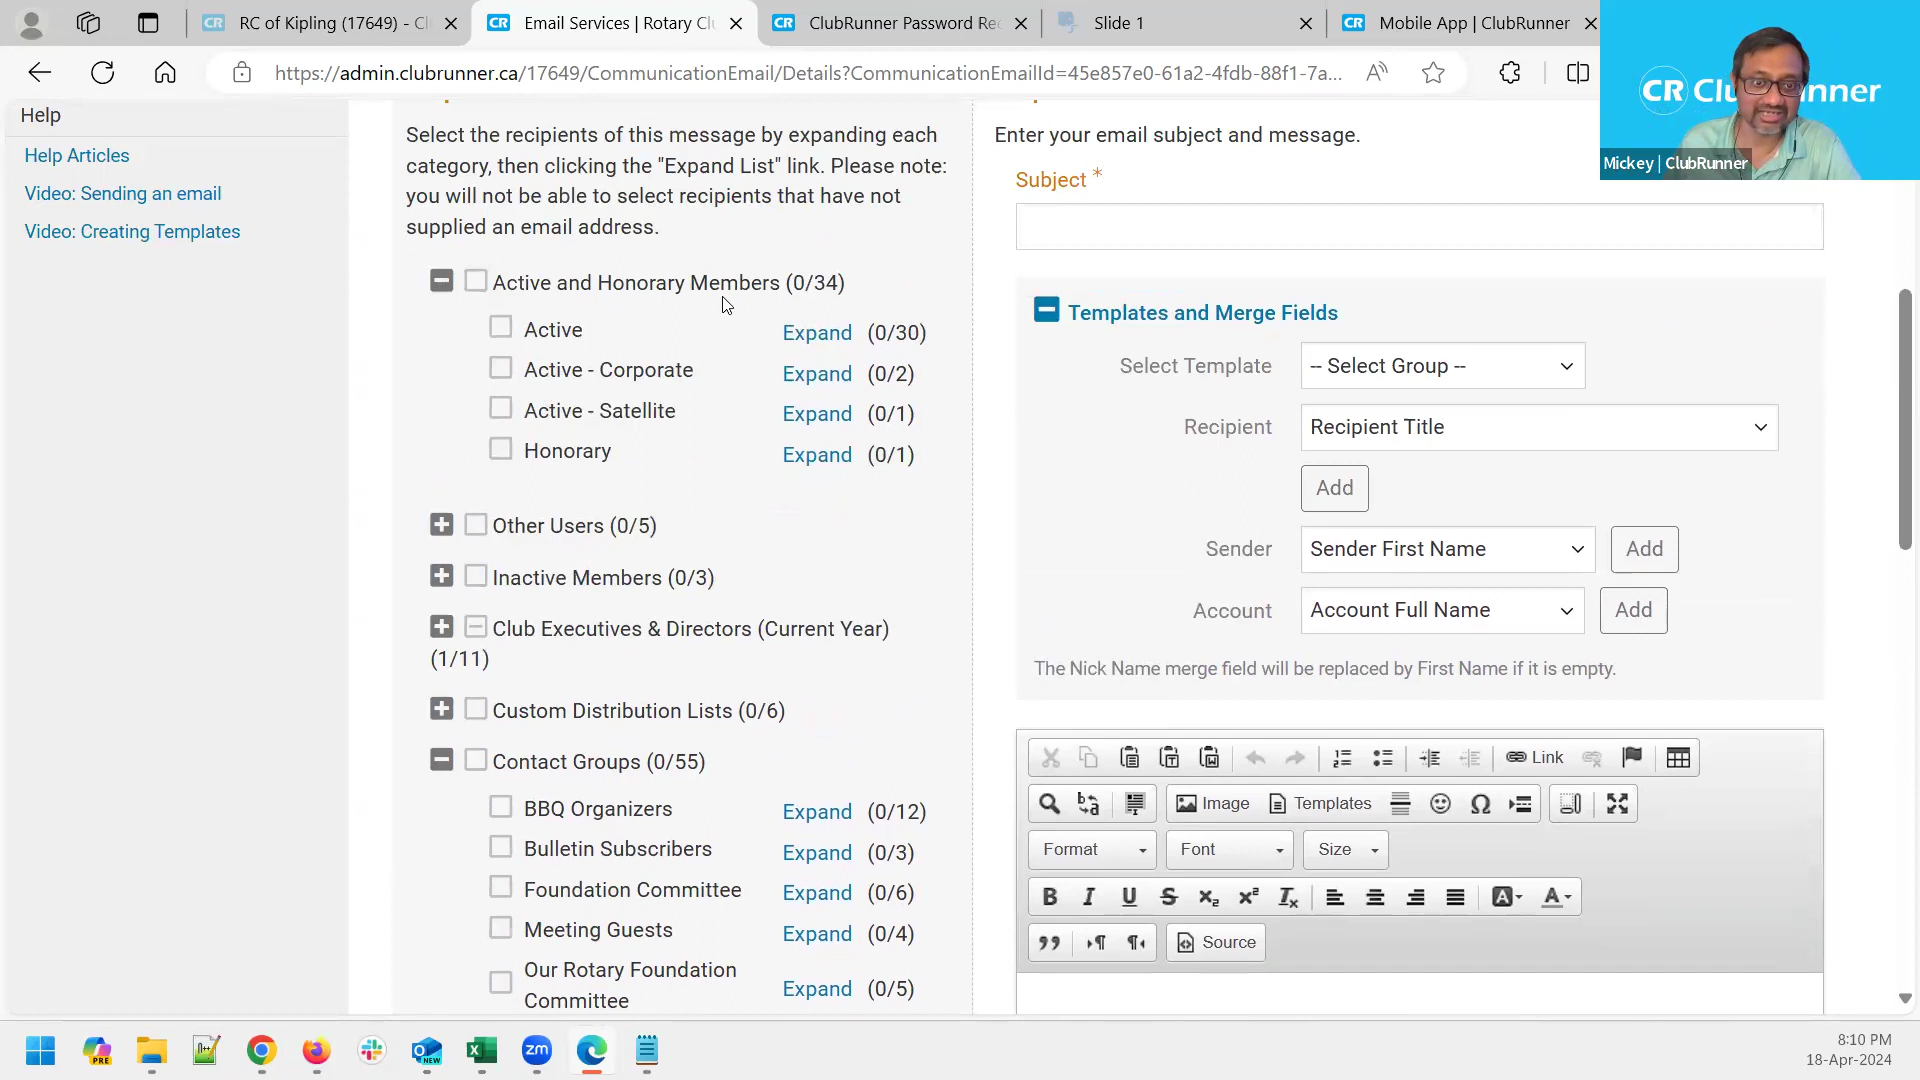 RC of Kipling (17649) - Cl
Email Services | Rotary Clu
ClubRunner Password Rec
Slide 1
Mobile App | ClubRunner
https://admin.clubrunner.ca/17649/CommunicationEmail/Details?CommunicationEmailId=45e857e0-61a2-4fdb-88f1-7a...
Mickey | ClubRunner
Help
Help Articles
Video: Sending an email
Video: Creating Templates
Select the recipients of this message by expanding each
category, then clicking the "Expand List" link. Please note:
you will not be able to select recipients that have not
supplied an email address.
Active and Honorary Members (0/34)
Active Expand (0/30)
Active - Corporate Expand (0/2)
Active - Satellite Expand (0/1)
Honorary Expand (0/1)
Other Users (0/5)
Inactive Members (0/3)
Club Executives & Directors (Current Year)
(1/11)
Custom Distribution Lists (0/6)
Contact Groups (0/55)
BBQ Organizers Expand (0/12)
Bulletin Subscribers Expand (0/3)
Foundation Committee Expand (0/6)
Meeting Guests Expand (0/4)
Our Rotary Foundation
Committee Expand (0/5)
Enter your email subject and message.
Subject *
Templates and Merge Fields
Select Template -- Select Group --
Recipient Recipient Title
Add
Sender Sender First Name Add
Account Account Full Name Add
The Nick Name merge field will be replaced by First Name if it is empty.
Link
Image Templates
Format Font Size
Source
8:10 PM
18-Apr-2024